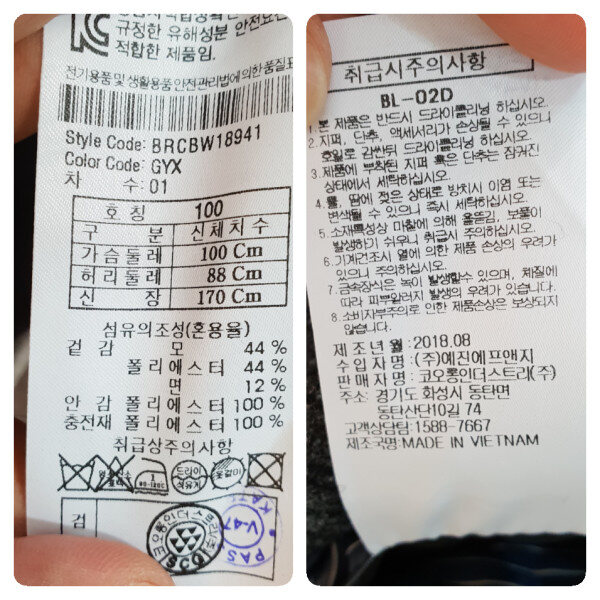 규정한 유해성분 안전요건
적합한 제품임.
전기용품 및 생활용품 안전관리법에 의한 품질표
Style Code: BRCBW18941
Color Code: GYX
차 수: 01
호 칭 100
구 분 신체치수
가슴둘레 100 Cm
허리둘레 88 Cm
신 장 170 Cm
섬유의조성(혼용율)
겉 감 모 44 %
폴리에스터 44 %
면 12 %
안 감 폴리에스터 100 %
충전재 폴리에스터 100 %
취급상주의사항
드라이
검
PAS
V-47
취급시주의사항
BL-02D
1.본 제품은 반드시 드라이클리닝 하십시오.
2.지퍼, 단추, 액세서리가 손상될 수 있으니
호일로 감싼뒤 드라이클리닝 하십시오.
3.제품에 부착된 지퍼 혹은 단추는 잠궈진
상태에서 세탁하십시오.
4.물, 땀에 젖은 상태로 방치시 이염 또는
변색될 수 있으니 즉시 세탁하십시오.
5.소재특성상 마찰에 의해 올뜯김, 보풀이
발생하기 쉬우니 취급시주의 하십시오.
6.기계건조시 열에 의한 제품 손상의 우려가
있으니 주의하십시오.
7.금속장식은 녹이 발생할수 있으며, 체질에
따라 피부알러지 발생의 우려가 있습니다.
8.소비자부주의로 인한 제품손상은 보상되지
않습니다.
제 조 년 월 : 2018.08
수 입 자 명 : (주)예진에프앤지
판 매 자 명 : 코오롱인더스트리(주)
주소: 경기도 화성시 동탄면
동탄산단10길 74
고객상담팀: 1588-7667
제조국명: MADE IN VIETNAM